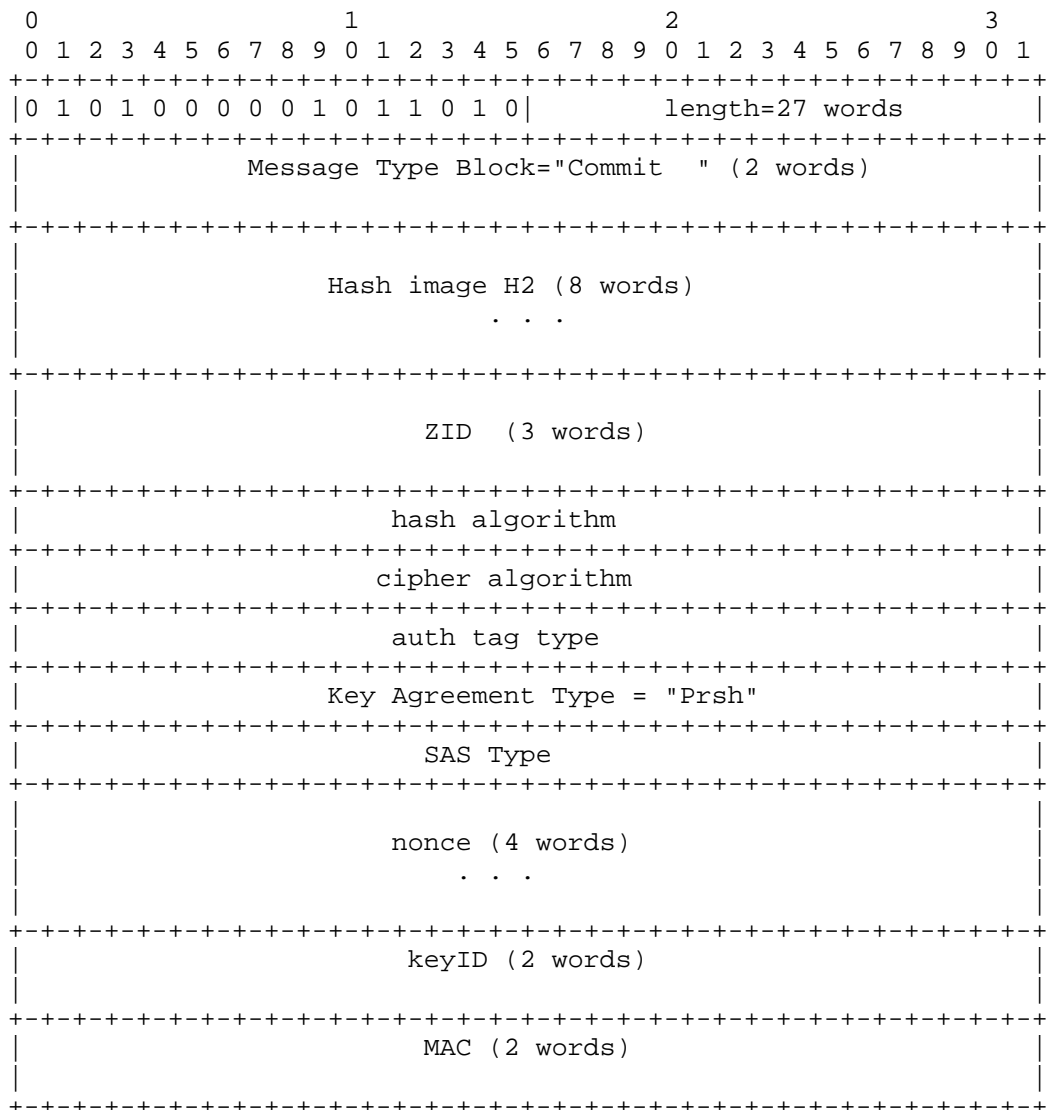 0                   1                   2                   3
 0 1 2 3 4 5 6 7 8 9 0 1 2 3 4 5 6 7 8 9 0 1 2 3 4 5 6 7 8 9 0 1
+-+-+-+-+-+-+-+-+-+-+-+-+-+-+-+-+-+-+-+-+-+-+-+-+-+-+-+-+-+-+-+-+
|0 1 0 1 0 0 0 0 0 1 0 1 1 0 1 0|        length=27 words        |
+-+-+-+-+-+-+-+-+-+-+-+-+-+-+-+-+-+-+-+-+-+-+-+-+-+-+-+-+-+-+-+-+
|              Message Type Block="Commit  " (2 words)          |
|                                                               |
+-+-+-+-+-+-+-+-+-+-+-+-+-+-+-+-+-+-+-+-+-+-+-+-+-+-+-+-+-+-+-+-+
|                                                               |
|                   Hash image H2 (8 words)                     |
|                             . . .                             |
|                                                               |
+-+-+-+-+-+-+-+-+-+-+-+-+-+-+-+-+-+-+-+-+-+-+-+-+-+-+-+-+-+-+-+-+
|                                                               |
|                         ZID  (3 words)                        |
|                                                               |
+-+-+-+-+-+-+-+-+-+-+-+-+-+-+-+-+-+-+-+-+-+-+-+-+-+-+-+-+-+-+-+-+
|                       hash algorithm                          |
+-+-+-+-+-+-+-+-+-+-+-+-+-+-+-+-+-+-+-+-+-+-+-+-+-+-+-+-+-+-+-+-+
|                      cipher algorithm                         |
+-+-+-+-+-+-+-+-+-+-+-+-+-+-+-+-+-+-+-+-+-+-+-+-+-+-+-+-+-+-+-+-+
|                       auth tag type                           |
+-+-+-+-+-+-+-+-+-+-+-+-+-+-+-+-+-+-+-+-+-+-+-+-+-+-+-+-+-+-+-+-+
|                   Key Agreement Type = "Prsh"                 |
+-+-+-+-+-+-+-+-+-+-+-+-+-+-+-+-+-+-+-+-+-+-+-+-+-+-+-+-+-+-+-+-+
|                         SAS Type                              |
+-+-+-+-+-+-+-+-+-+-+-+-+-+-+-+-+-+-+-+-+-+-+-+-+-+-+-+-+-+-+-+-+
|                                                               |
|                       nonce (4 words)                         |
|                           . . .                               |
|                                                               |
+-+-+-+-+-+-+-+-+-+-+-+-+-+-+-+-+-+-+-+-+-+-+-+-+-+-+-+-+-+-+-+-+
|                        keyID (2 words)                        |
|                                                               |
+-+-+-+-+-+-+-+-+-+-+-+-+-+-+-+-+-+-+-+-+-+-+-+-+-+-+-+-+-+-+-+-+
|                         MAC (2 words)                         |
|                                                               |
+-+-+-+-+-+-+-+-+-+-+-+-+-+-+-+-+-+-+-+-+-+-+-+-+-+-+-+-+-+-+-+-+